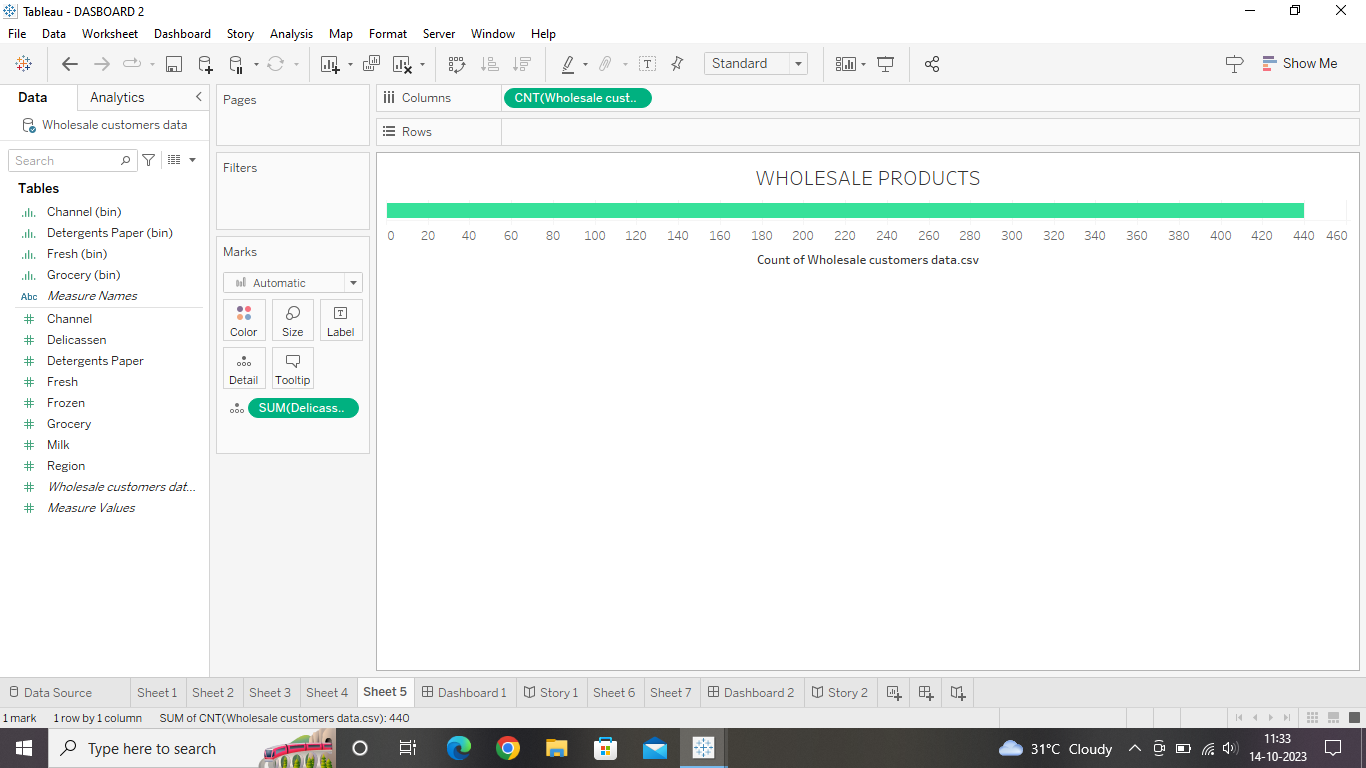 Tableau - DASBOARD 2
File Data Worksheet Dashboard Story Analysis Map Format Server Window Help
Standard
Show Me
Data Analytics
Wholesale customers data
Search
Tables
Channel (bin)
Detergents Paper (bin)
Fresh (bin)
Grocery (bin)
Abc Measure Names
Channel
Delicassen
Detergents Paper
Fresh
Frozen
Grocery
Milk
Region
Wholesale customers dat...
Measure Values
Pages
Filters
Marks
Automatic
Color Size Label
Detail Tooltip
SUM(Delicass..
Columns CNT(Wholesale cust..
Rows
WHOLESALE PRODUCTS
0 20 40 60 80 100 120 140 160 180 200 220 240 260 280 300 320 340 360 380 400 420 440 460
Count of Wholesale customers data.csv
Data Source Sheet 1 Sheet 2 Sheet 3 Sheet 4 Sheet 5 Dashboard 1 Story 1 Sheet 6 Sheet 7 Dashboard 2 Story 2
1 mark 1 row by 1 column SUM of CNT(Wholesale customers data.csv): 440
Type here to search
31°C Cloudy
11:33
14-10-2023